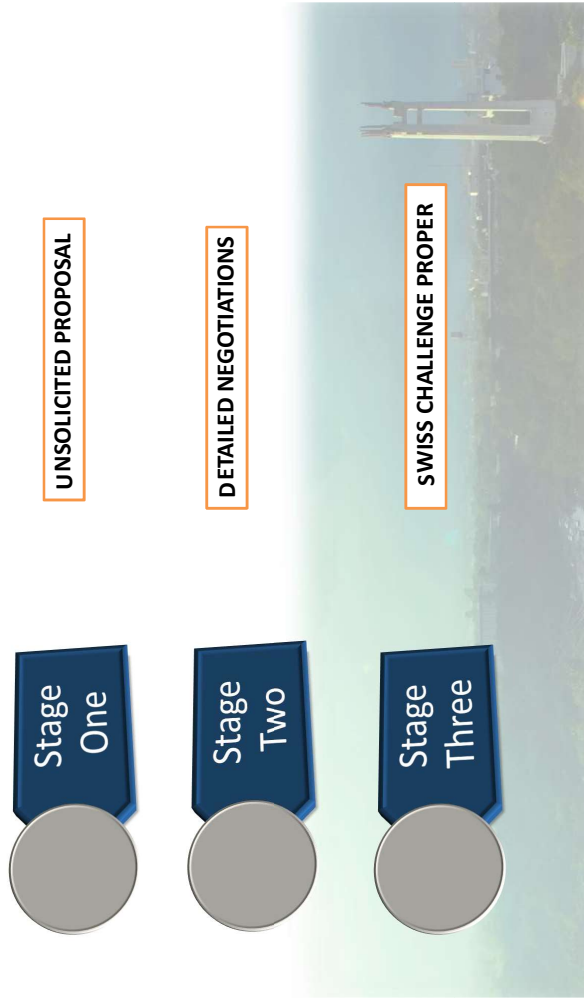 Stage
One
UNSOLICITED PROPOSAL
Stage
Two
DETAILED NEGOTIATIONS
Stage
Three
SWISS CHALLENGE PROPER